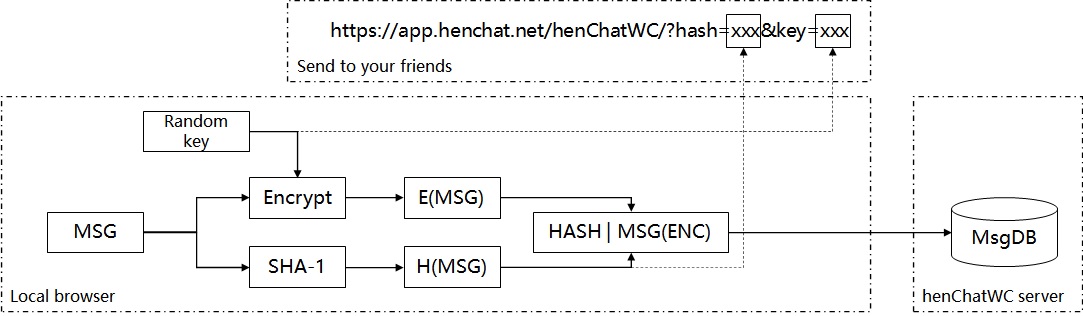 https://app.henchat.net/henChatWC/?hash=xxx&key=xxx
Send to your friends
Random
key
Encrypt
E(MSG)
MSG
HASH | MSG(ENC)
MsgDB
SHA-1
H(MSG)
Local browser
henChatWC server